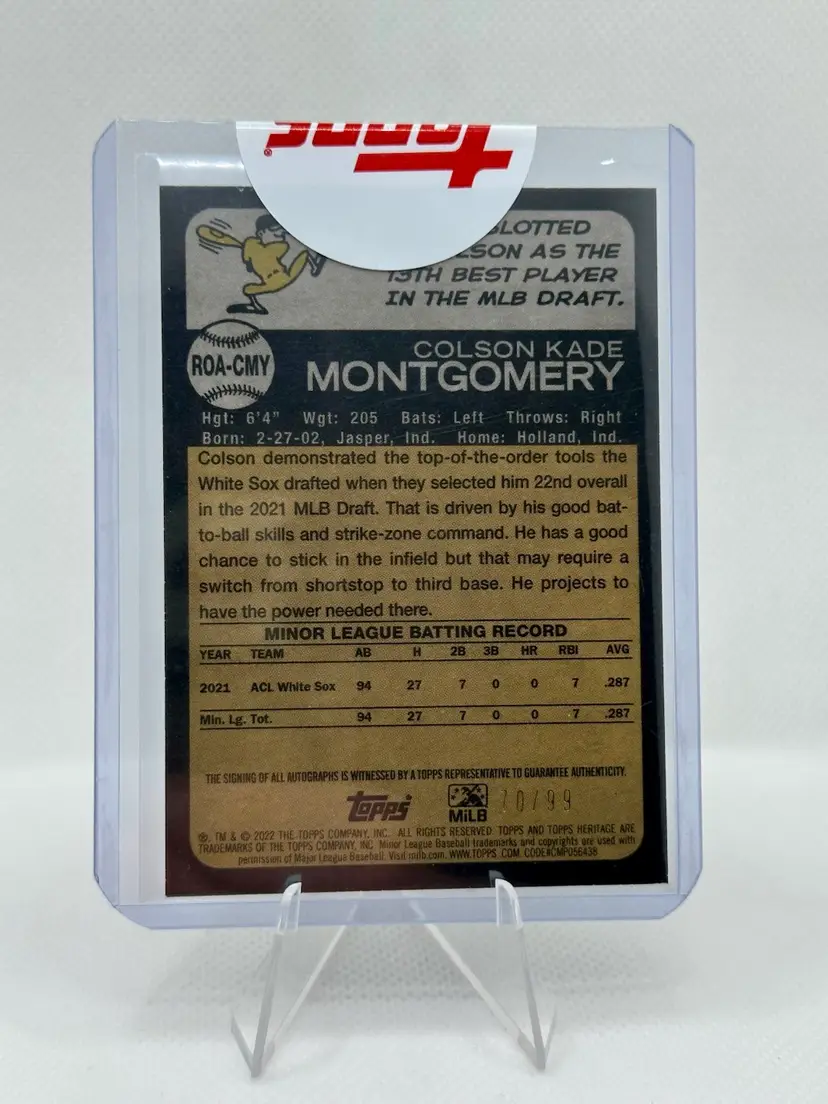 Topps
SLOTTED
AS THE
13TH BEST PLAYER
IN THE MLB DRAFT.
ROA-CMY
COLSON KADE
MONTGOMERY
Hgt: 6'4" Wgt: 205 Bats: Left Throws: Right
Born: 2-27-02, Jasper, Ind. Home: Holland, Ind.
Colson demonstrated the top-of-the-order tools the
White Sox drafted when they selected him 22nd overall
in the 2021 MLB Draft. That is driven by his good bat-
to-ball skills and strike-zone command. He has a good
chance to stick in the infield but that may require a
switch from shortstop to third base. He projects to
have the power needed there.
MINOR LEAGUE BATTING RECORD
YEAR TEAM AB H 2B 3B HR RBI AVG
2021 ACL White Sox 94 27 7 0 0 7 .287
Min. Lg. Tot. 94 27 7 0 0 7 .287
THE SIGNING OF ALL AUTOGRAPHS IS WITNESSED BY A TOPPS REPRESENTATIVE TO GUARANTEE AUTHENTICITY.
Topps MiLB 70/99
®, TM & © 2022 THE TOPPS COMPANY, INC. ALL RIGHTS RESERVED. TOPPS AND TOPPS HERITAGE ARE
TRADEMARKS OF THE TOPPS COMPANY, INC. Minor League Baseball trademarks and copyrights are used with
permission of Major League Baseball. Visit milb.com. WWW.TOPPS.COM CODE#CMP056438